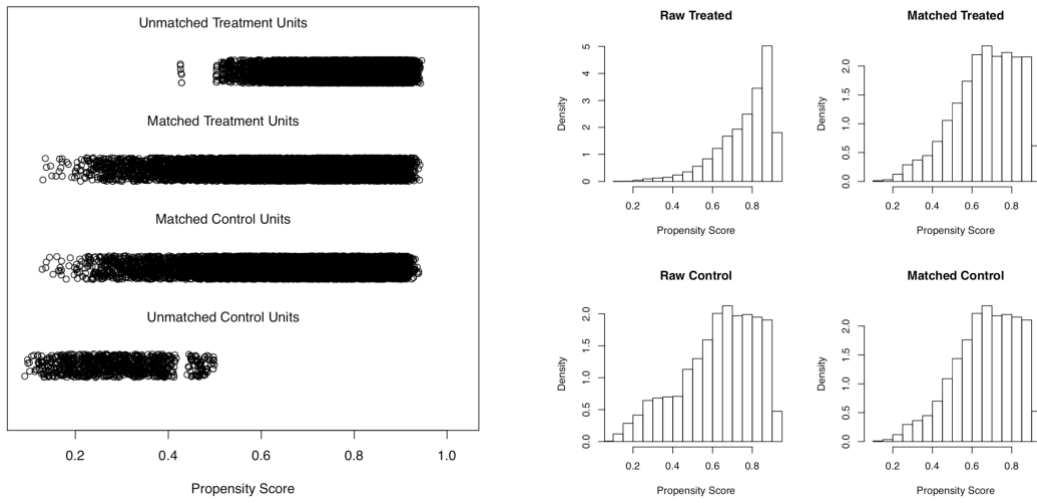 Unmatched Treatment Units
Matched Treatment Units
Matched Control Units
Unmatched Control Units
0.2 0.4 0.6 0.8 1.0
Propensity Score
Raw Treated
Density
0 1 2 3 4 5
0.2 0.4 0.6 0.8
Propensity Score
Matched Treated
Density
0.0 0.5 1.0 1.5 2.0
0.2 0.4 0.6 0.8
Propensity Score
Raw Control
Density
0.0 0.5 1.0 1.5 2.0
0.2 0.4 0.6 0.8
Propensity Score
Matched Control
Density
0.0 0.5 1.0 1.5 2.0
0.2 0.4 0.6 0.8
Propensity Score